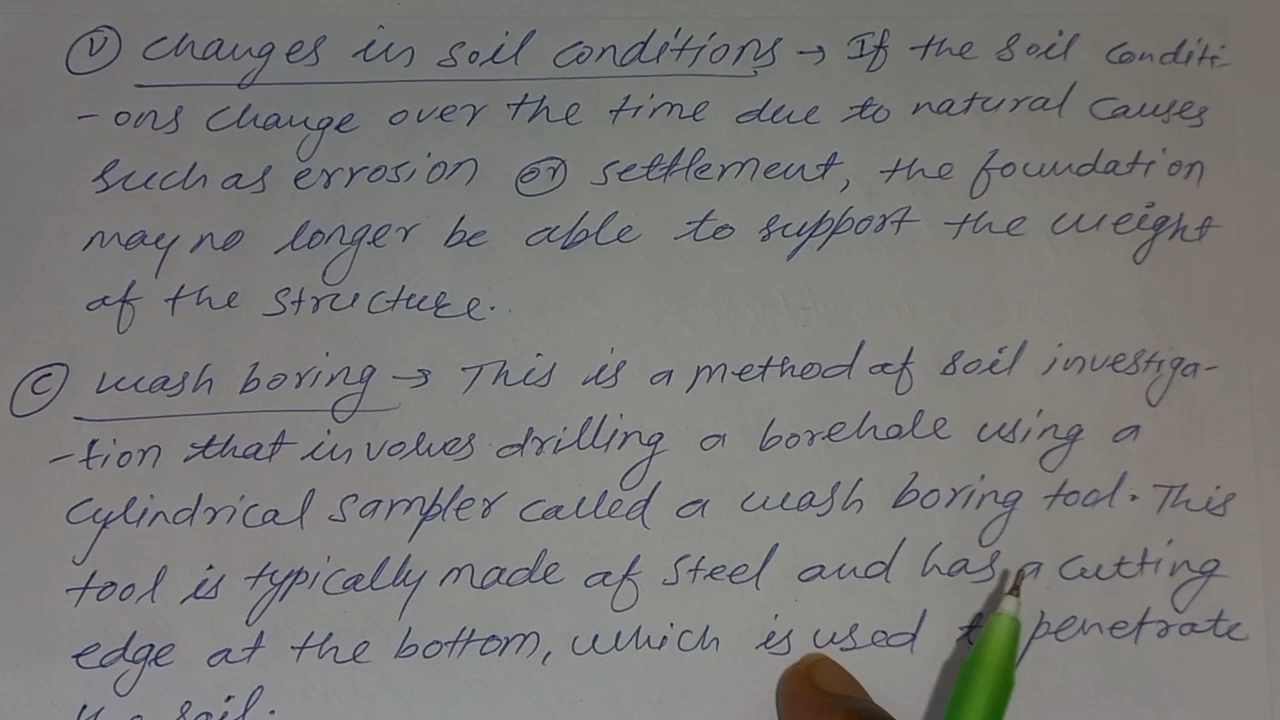 (v) changes in soil conditions → If the soil conditi-
-ons change over the time due to natural causes
such as errosion (or) settlement, the foundation
may no longer be able to support the weight
of the structure.
(c) wash boring → This is a method of soil investiga-
-tion that involves drilling a borehole using a
cylindrical sampler called a wash boring tool. This
tool is typically made of steel and has a cutting
edge at the bottom, which is used penetrate
soil.